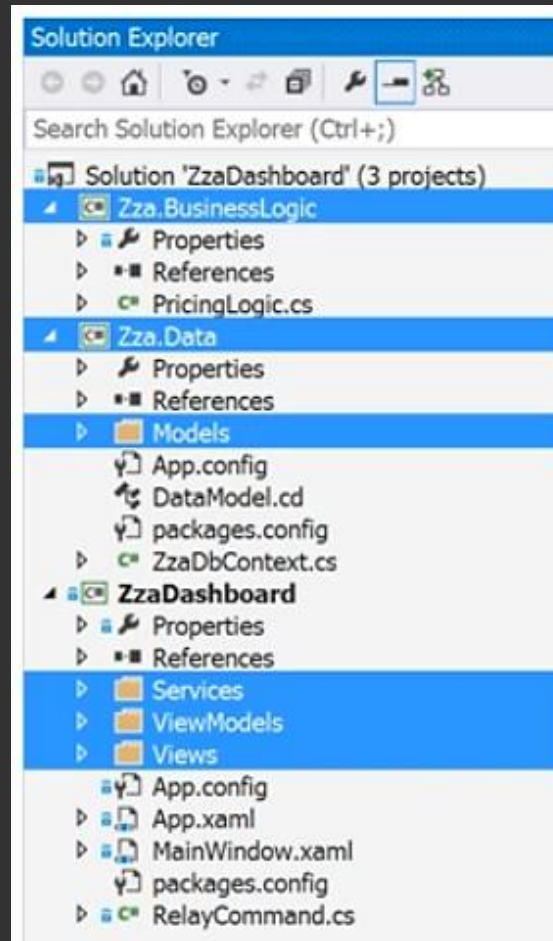 Solution Explorer
Search Solution Explorer (Ctrl+;)
Solution 'ZzaDashboard' (3 projects)
Zza.BusinessLogic
Properties
References
C# PricingLogic.cs
Zza.Data
Properties
References
Models
App.config
DataModel.cd
packages.config
C# ZzaDbContext.cs
ZzaDashboard
Properties
References
Services
ViewModels
Views
App.config
App.xaml
MainWindow.xaml
packages.config
C# RelayCommand.cs